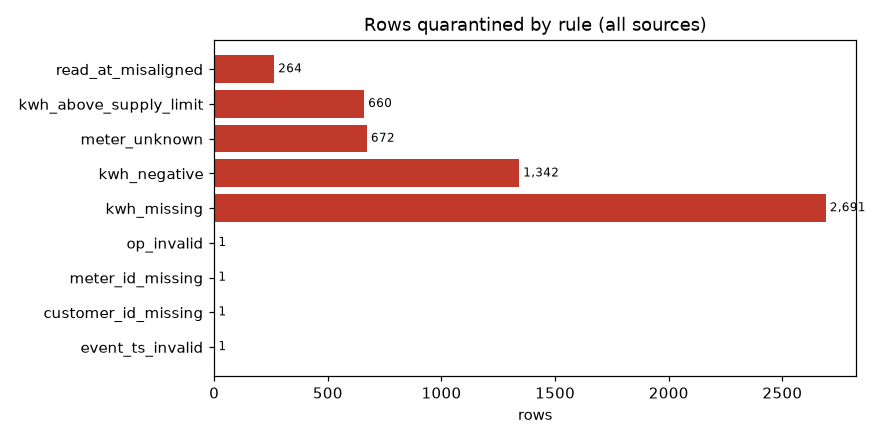 Rows quarantined by rule (all sources)
read_at_misaligned 264
kwh_above_supply_limit 660
meter_unknown 672
kwh_negative 1,342
kwh_missing 2,691
op_invalid 1
meter_id_missing 1
customer_id_missing 1
event_ts_invalid 1
0 500 1000 1500 2000 2500
rows